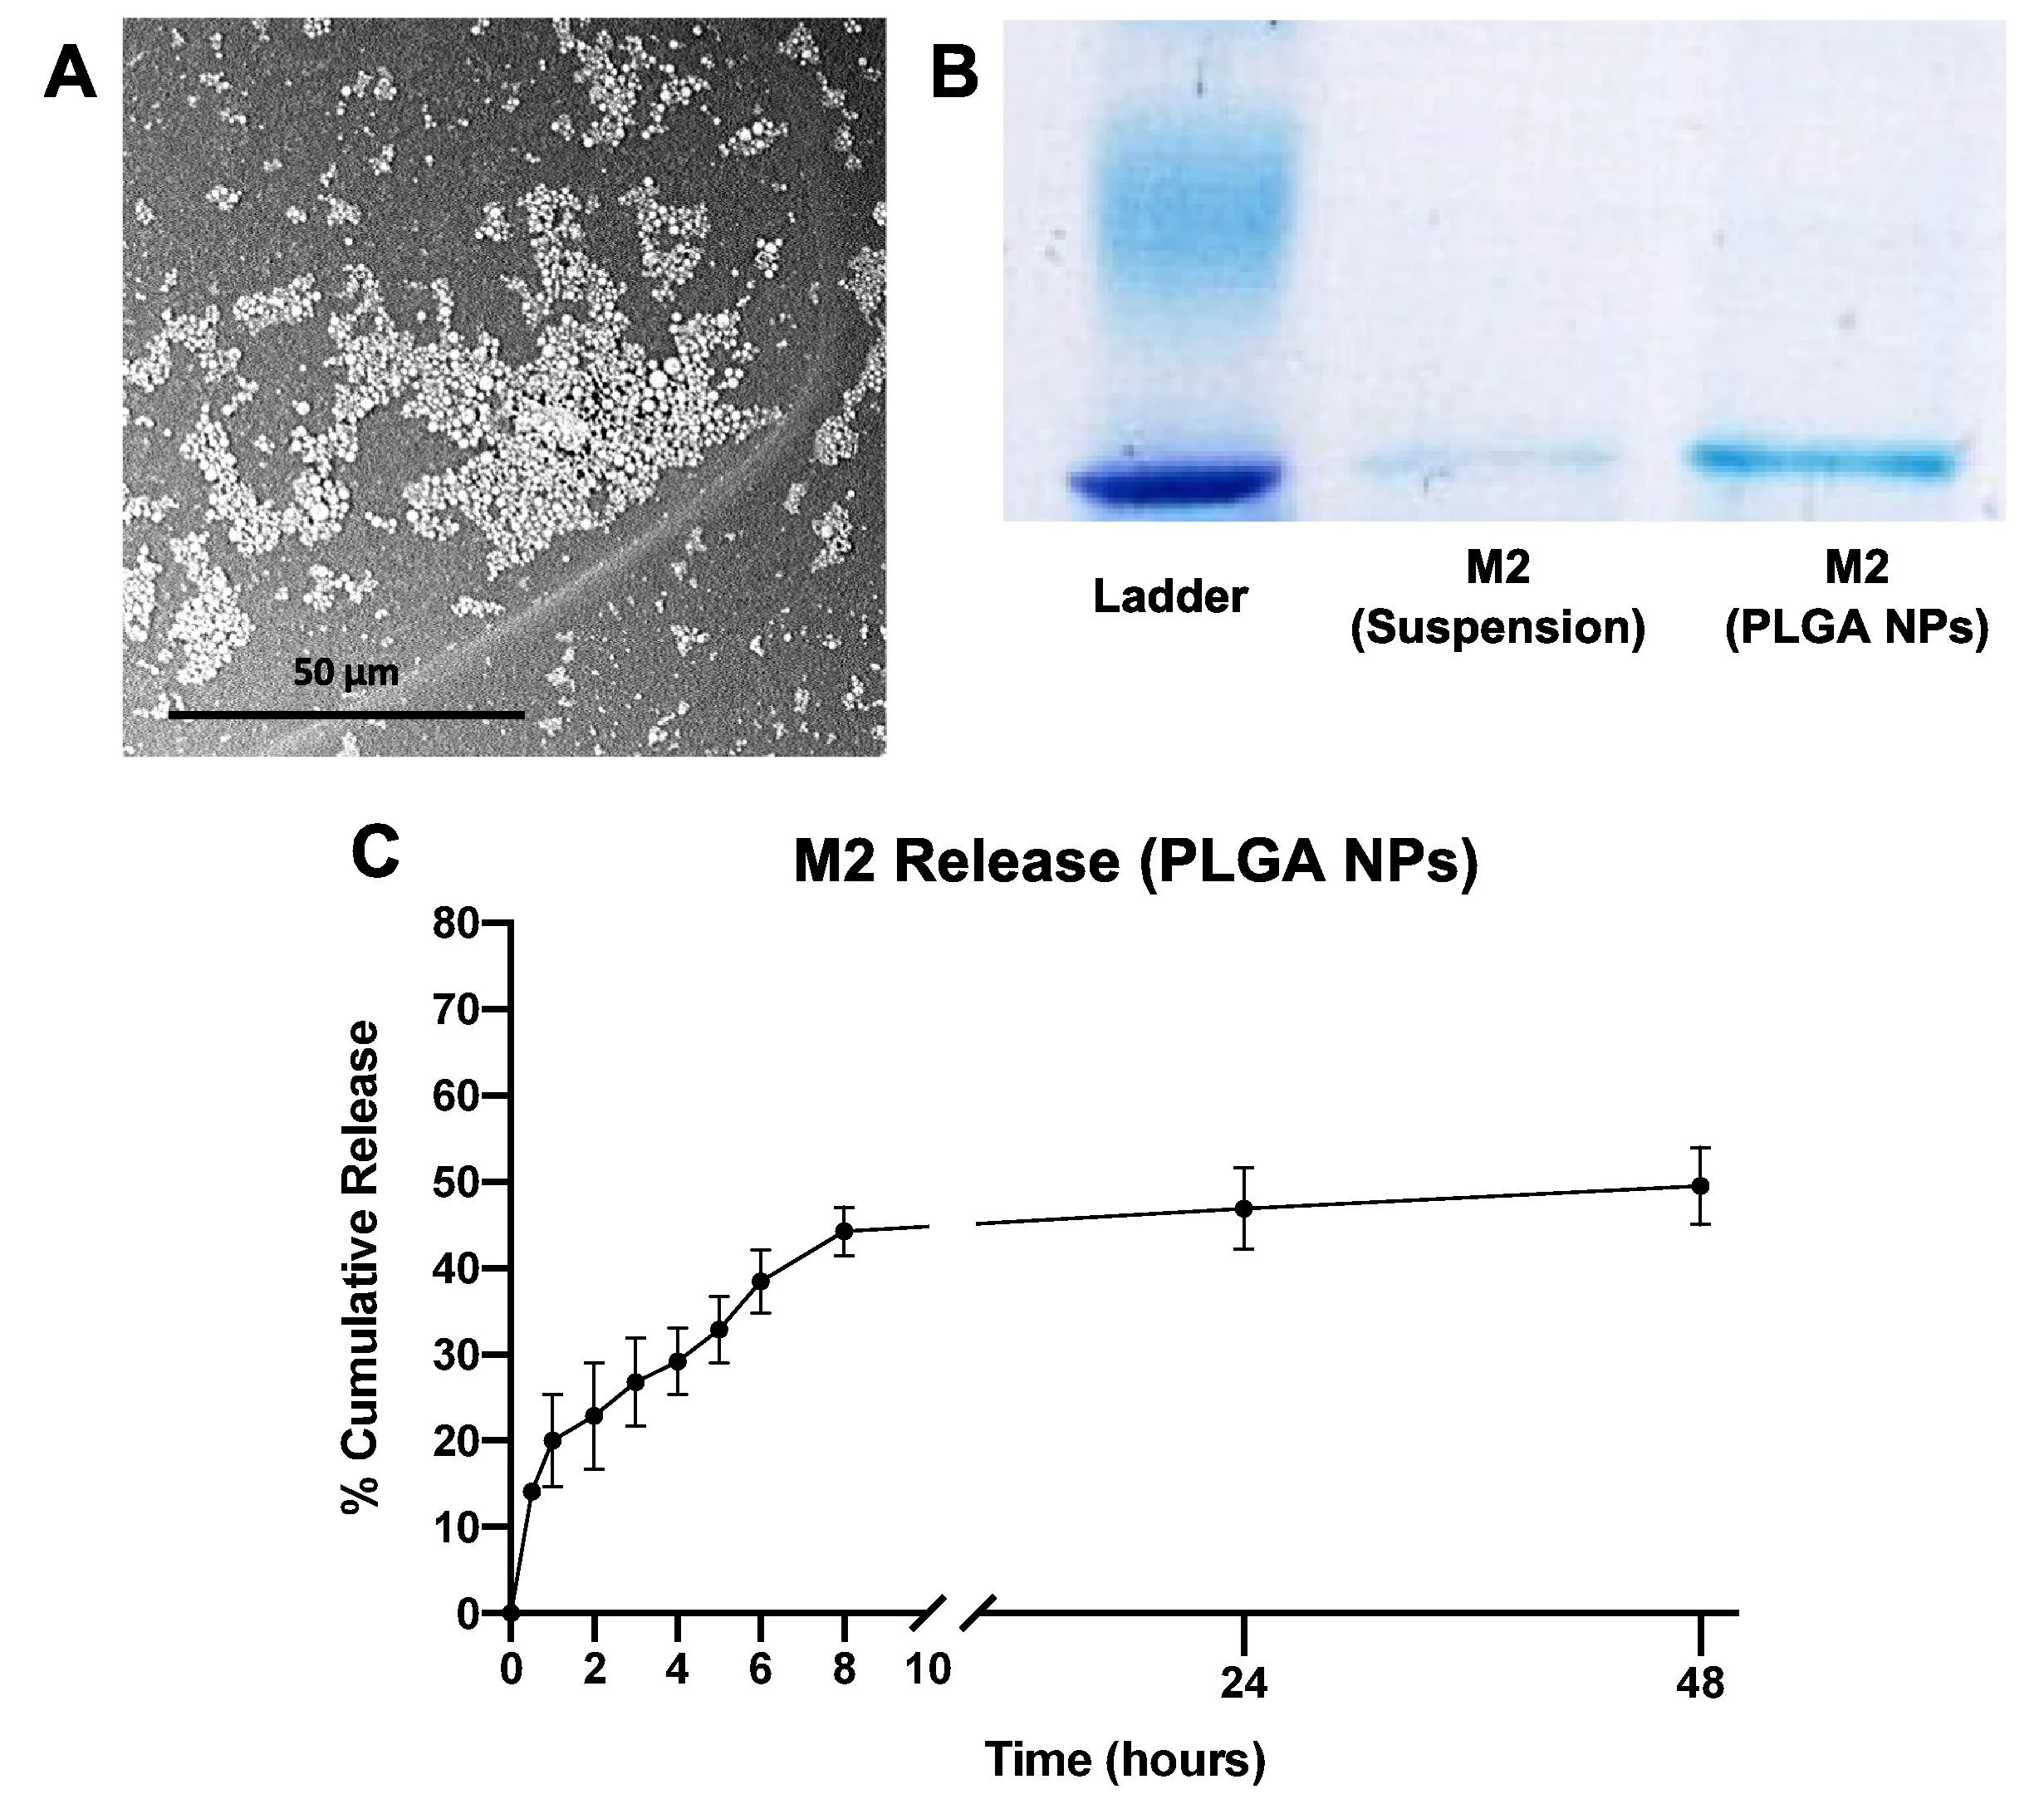 A
B
50 µm
Ladder
M2
(Suspension)
M2
(PLGA NPs)
C
M2 Release (PLGA NPs)
% Cumulative Release
80
70
60
50
40
30
20
10
0
0 2 4 6 8 10 24 48
Time (hours)